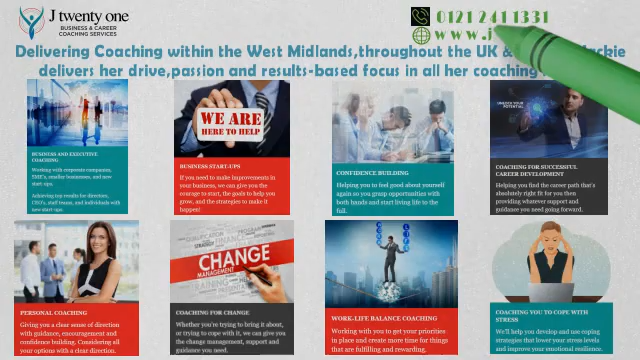 J twenty one
BUSINESS & CAREER
COACHING SERVICES
0121 241 1331
www.j
Delivering Coaching within the West Midlands,throughout the UK &
delivers her drive,passion and results-based focus in all her coaching
BUSINESS AND EXECUTIVE
COACHING
Working with corporate companies,
SME's, smaller businesses, and new
start-ups.
Achieving top results for directors,
CEO's, staff teams, and individuals with
new start-ups.
WE ARE
HERE TO HELP
BUSINESS START-UPS
If you need to make improvements in
your business, we can give you the
courage to start, the goals to help you
grow, and the strategies to make it
happen!
CONFIDENCE BUILDING
Helping you to feel good about yourself
again so you grasp opportunities with
both hands and start living life to the
full.
UNLOCK YOUR
POTENTIAL
COACHING FOR SUCCESSFUL
CAREER DEVELOPMENT
Helping you find the career path that's
absolutely right fit for you then
providing whatever support and
guidance you need going forward.
PERSONAL COACHING
Giving you a clear sense of direction
with guidance, encouragement and
confidence building. Considering all
your options with a clear direction.
CHANGE
MANAGEMENT
COACHING FOR CHANGE
Whether you're trying to bring it about,
or trying to cope with it, we can give you
the change management, support and
guidance you need.
WORK-LIFE BALANCE COACHING
Working with you to get your priorities
in place and create more time for things
that are fulfilling and rewarding.
COACHING YOU TO COPE WITH
STRESS
We'll help you develop and use coping
strategies that lower your stress levels
and improve your emotional resilience.